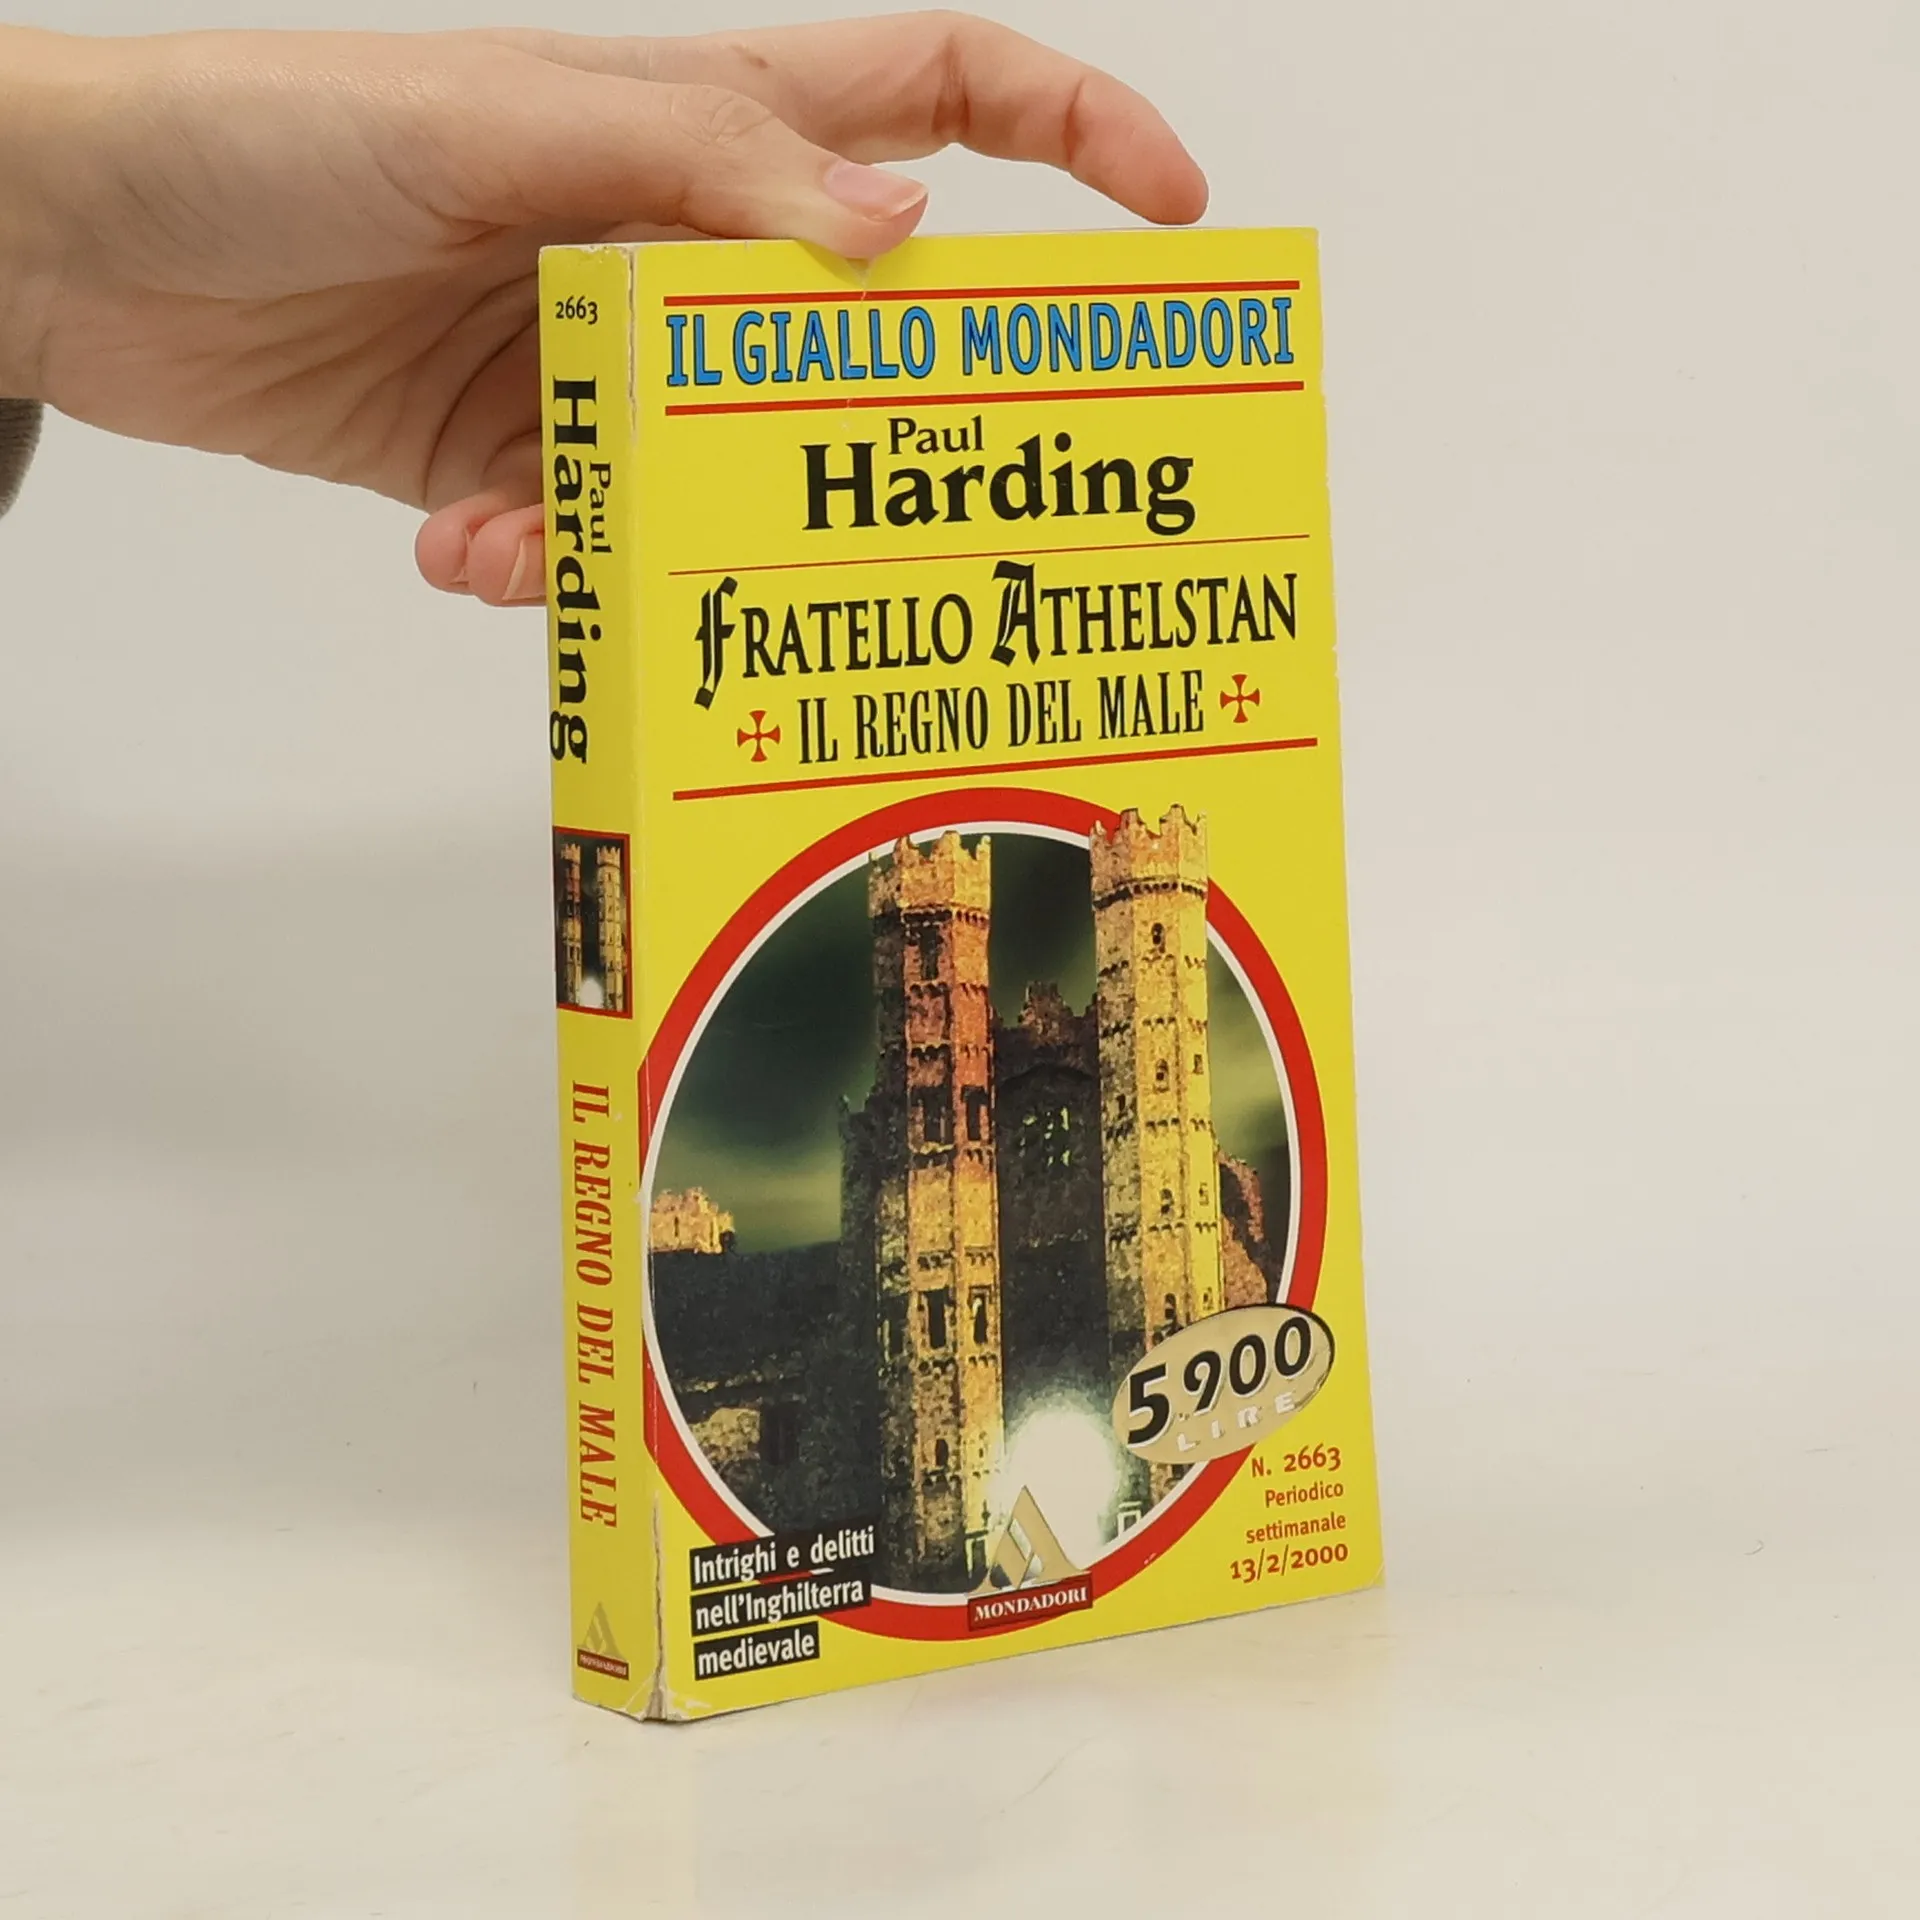 2663
Paul
Harding
IL REGNO DEL MALE
MONDADORI
IL GIALLO MONDADORI
Paul
Harding
FRATELLO ATHELSTAN
IL REGNO DEL MALE
5.900
LIRE
N. 2663
Periodico
settimanale
13/2/2000
Intrighi e delitti
nell'Inghilterra
medievale
MONDADORI